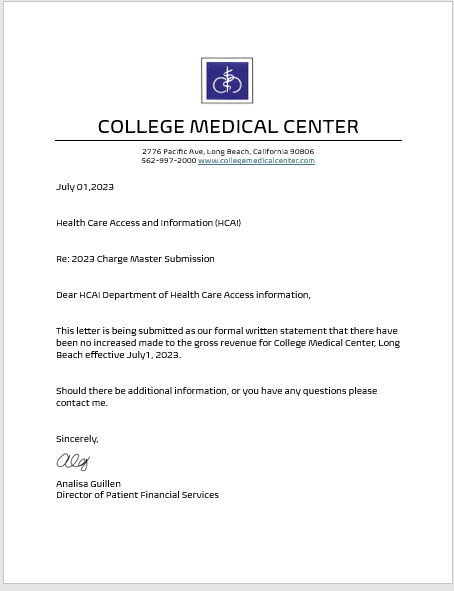 COLLEGE MEDICAL CENTER
2776 Pacific Ave, Long Beach, California 90806
562-997-2000 www.collegemedicalcenter.com
July 01,2023
Health Care Access and Information (HCAI)
Re: 2023 Charge Master Submission
Dear HCAI Department of Health Care Access information,
This letter is being submitted as our formal written statement that there have
been no increased made to the gross revenue for College Medical Center, Long
Beach effective July1, 2023.
Should there be additional information, or you have any questions please
contact me.
Sincerely,
Analisa Guillen
Director of Patient Financial Services